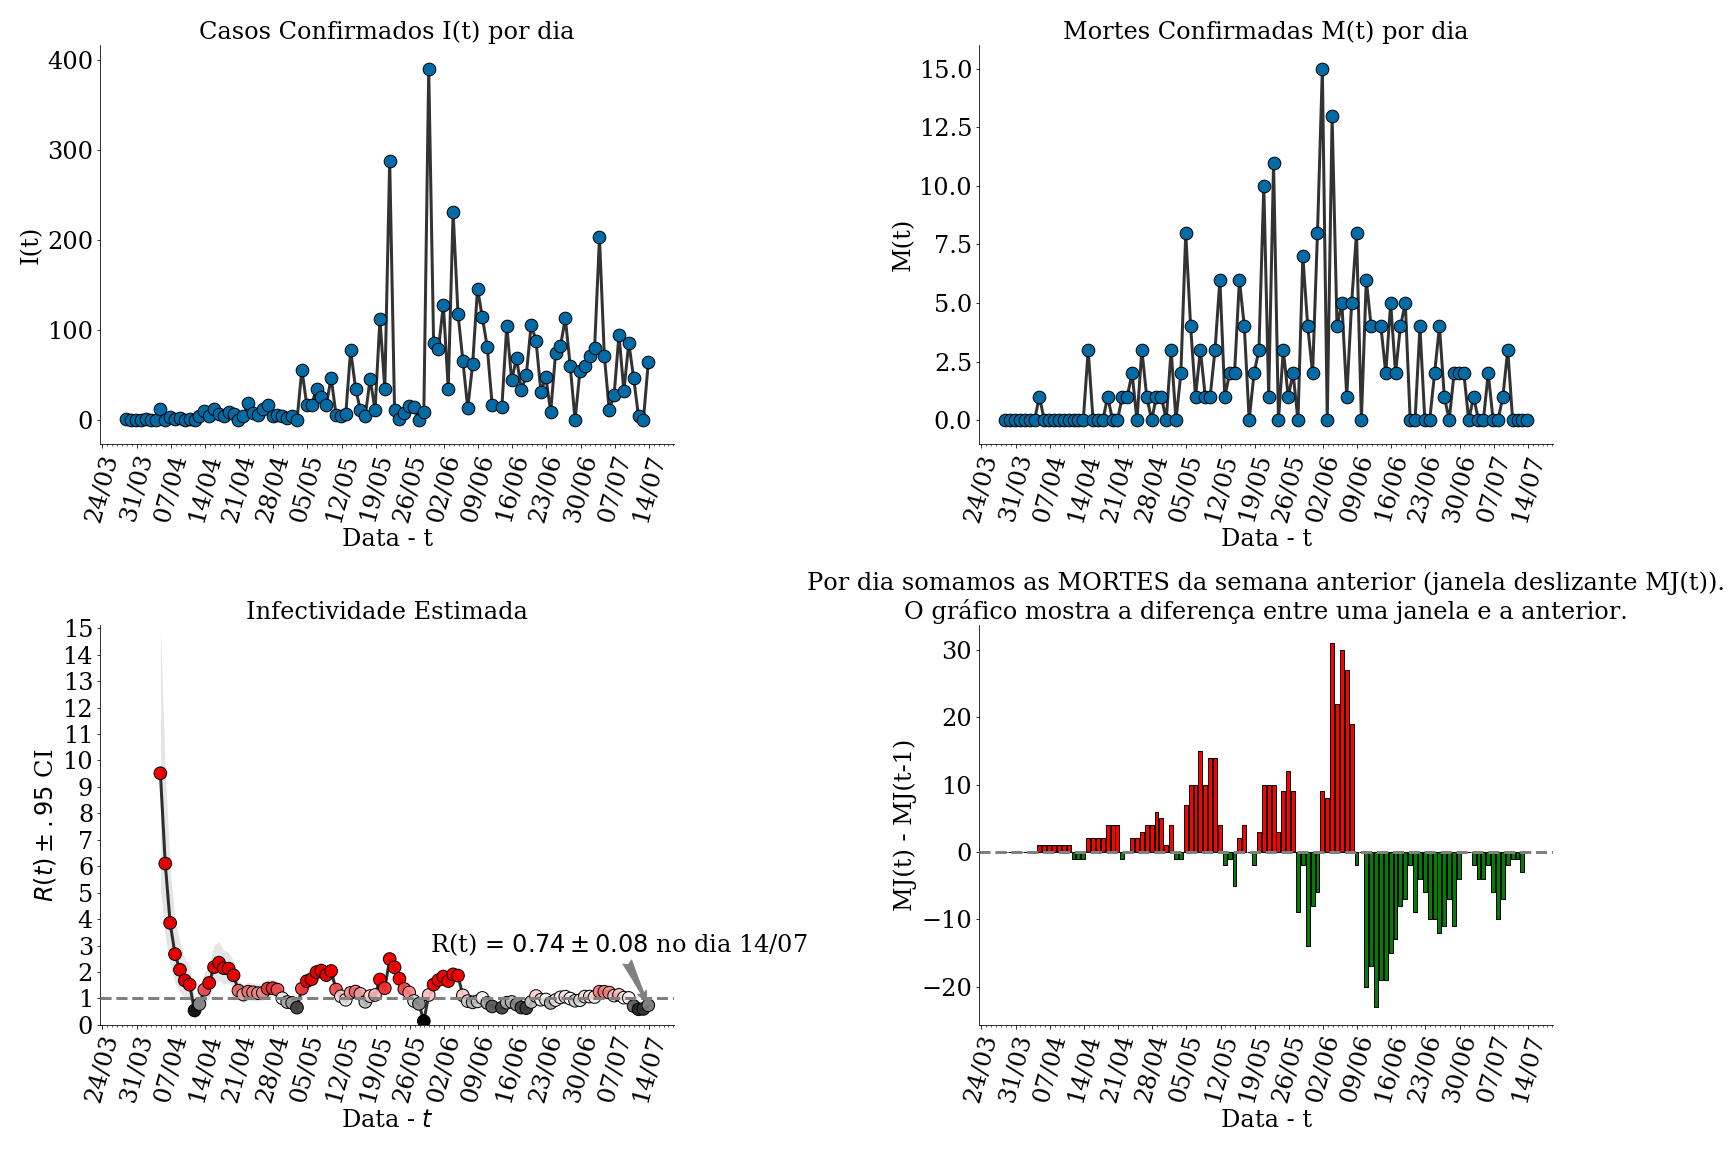 Casos Confirmados I(t) por dia
I(t)
400
300
200
100
0
24/03 31/03 07/04 14/04 21/04 28/04 05/05 12/05 19/05 26/05 02/06 09/06 16/06 23/06 30/06 07/07 14/07
Data - t
Mortes Confirmadas M(t) por dia
M(t)
15.0
12.5
10.0
7.5
5.0
2.5
0.0
24/03 31/03 07/04 14/04 21/04 28/04 05/05 12/05 19/05 26/05 02/06 09/06 16/06 23/06 30/06 07/07 14/07
Data - t
Infectividade Estimada
R(t) ± .95 CI
15
14
13
12
11
10
9
8
7
6
5
4
3
2
1
0
R(t) = 0.74 ± 0.08 no dia 14/07
24/03 31/03 07/04 14/04 21/04 28/04 05/05 12/05 19/05 26/05 02/06 09/06 16/06 23/06 30/06 07/07 14/07
Data - t
Por dia somamos as MORTES da semana anterior (janela deslizante MJ(t)).
O gráfico mostra a diferença entre uma janela e a anterior.
MJ(t) - MJ(t-1)
30
20
10
0
−10
−20
24/03 31/03 07/04 14/04 21/04 28/04 05/05 12/05 19/05 26/05 02/06 09/06 16/06 23/06 30/06 07/07 14/07
Data - t